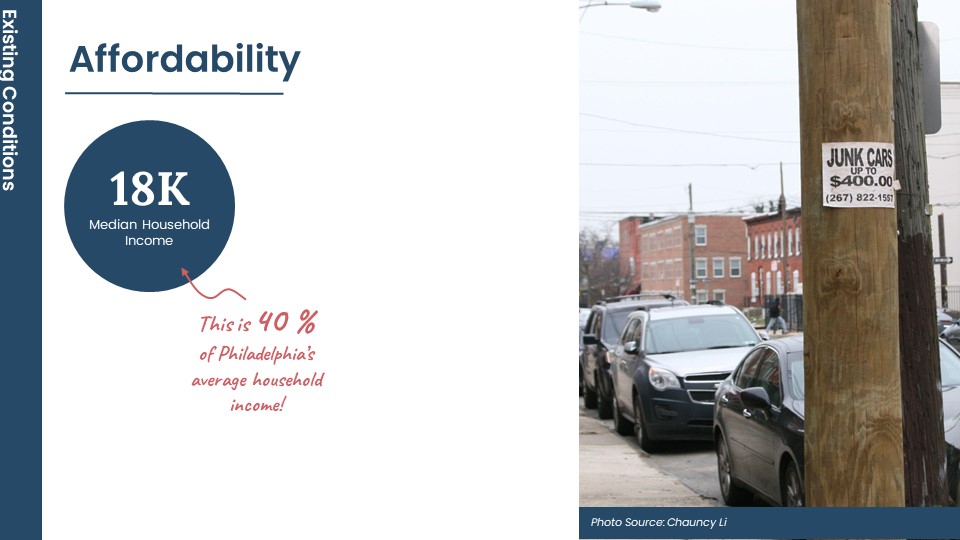 Existing Conditions
Affordability
18K
Median Household
Income
This is 40 %
of Philadelphia's
average household
income!
JUNK CARS
UP TO
$400.00
(267) 822-1557
Photo Source: Chauncy Li